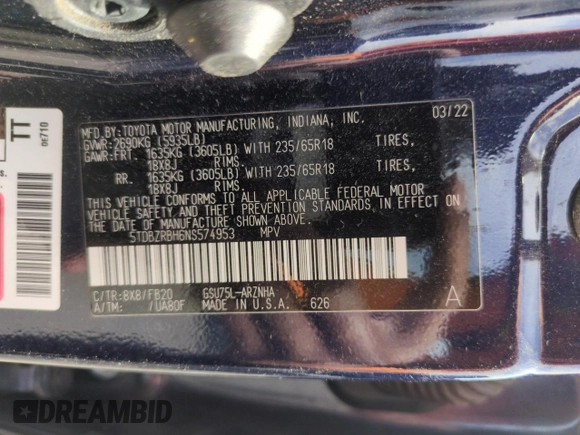 TT
0E710
s.
MFD.BY:TOYOTA MOTOR MANUFACTURING, INDIANA, INC. 03/22
GVWR:2690KG (5935LB)
GAWR:FRT. 1635KG (3605LB) WITH 235/65R18 TIRES,
18X8J RIMS.
RR. 1635KG (3605LB) WITH 235/65R18 TIRES,
18X8J RIMS.
THIS VEHICLE CONFORMS TO ALL APPLICABLE FEDERAL MOTOR
VEHICLE SAFETY AND THEFT PREVENTION STANDARDS IN EFFECT ON
THE DATE OF MANUFACTURE SHOWN ABOVE.
5TDBZRBH6NS574953 MPV
C/TR:8X8/FB20 GSU75L-ARZNHA
A/TM: /UA80F MADE IN U.S.A. 626 A
DREAMBID